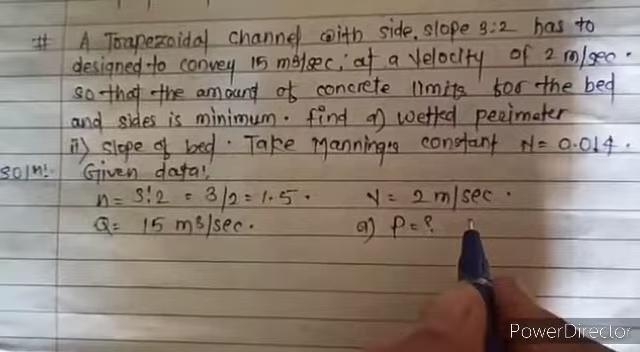 # A Trapezoidal channel with side. slope 3:2 has to
designed to convey 15 m3/sec, at a velocity of 2 m/sec.
so that the amount of concrete limits for the bed
and sides is minimum. find a) wetted perimeter
ii) slope of bed. Take Manning's constant N = 0.014.
Soln: Given data:
n = 3:2 = 3/2 = 1.5. V = 2 m/sec.
Q = 15 m3/sec. a) P = ?
PowerDirector